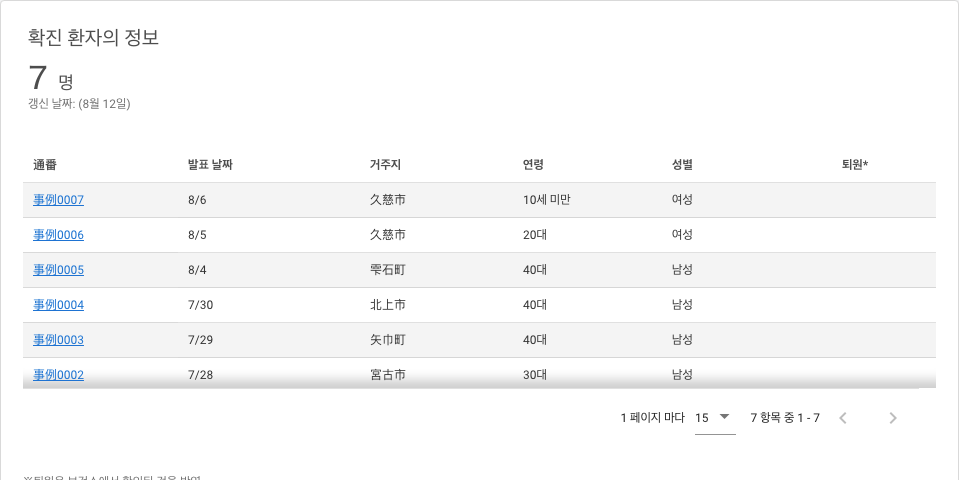 확진 환자의 정보
7 명
갱신 날짜: (8월 12일)
通番 발표 날짜 거주지 연령 성별 퇴원*
事例0007 8/6 久慈市 10세 미만 여성
事例0006 8/5 久慈市 20대 여성
事例0005 8/4 雫石町 40대 남성
事例0004 7/30 北上市 40대 남성
事例0003 7/29 矢巾町 40대 남성
事例0002 7/28 宮古市 30대 남성
1 페이지 마다 15 7 항목 중 1 - 7